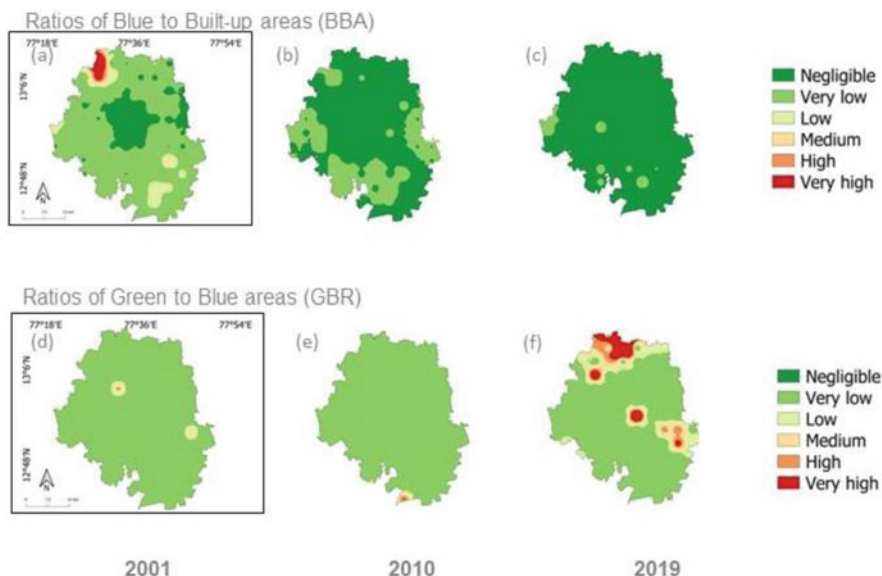 Ratios of Blue to Built-up areas (BBA)
77°18'E 77°36'E 77°54'E
(a) (b) (c)
13°6'N
12°48'N
N
Negligible
Very low
Low
Medium
High
Very high
Ratios of Green to Blue areas (GBR)
77°18'E 77°36'E 77°54'E
(d) (e) (f)
13°6'N
12°48'N
N
Negligible
Very low
Low
Medium
High
Very high
2001 2010 2019